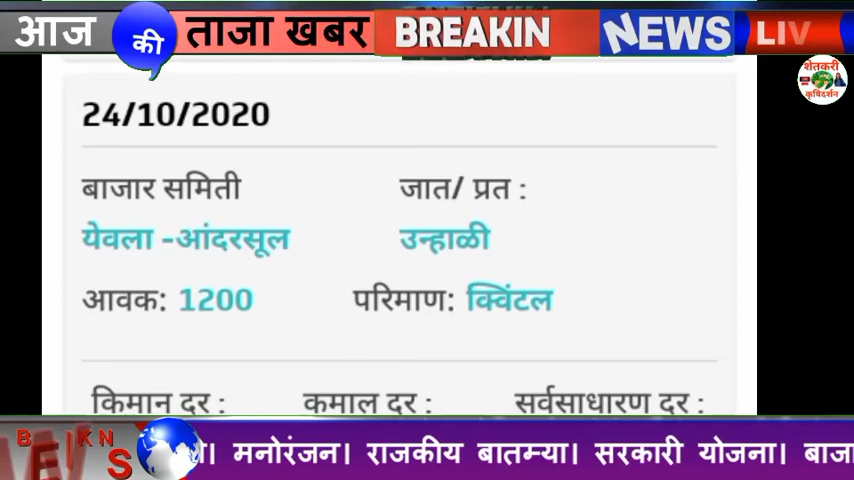 आज की ताजा खबर BREAKIN NEWS LIV
शेतकरी
कृषिदर्शन
24/10/2020
बाजार समिती जात/ प्रत :
येवला -आंदरसूल उन्हाळी
आवक: 1200 परिमाण: क्विंटल
किमान दर : कमाल दर : सर्वसाधारण दर :
मनोरंजन। राजकीय बातम्या। सरकारी योजना। बाजा